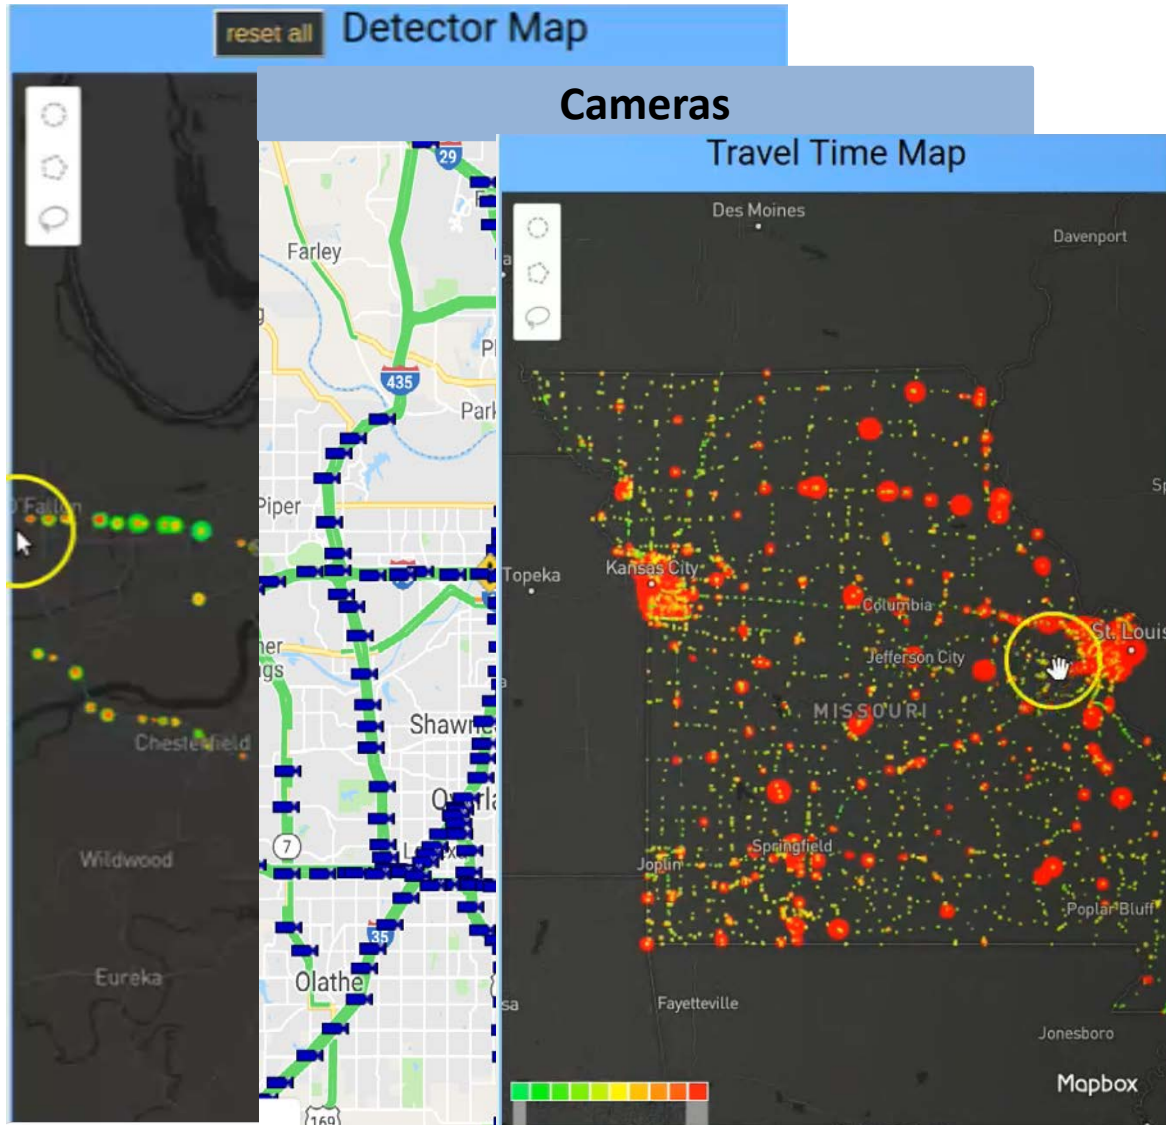 reset all Detector Map
Cameras
Travel Time Map
O'Fallon
Chesterfield
Wildwood
Eureka
29
Farley
435
Park
Piper
Shawne
7
35
Olathe
169
Des Moines
Davenport
Topeka
Kansas City
Columbia
St. Louis
Jefferson City
MISSOURI
Springfield
Joplin
Poplar Bluff
Fayetteville
Jonesboro
Mapbox